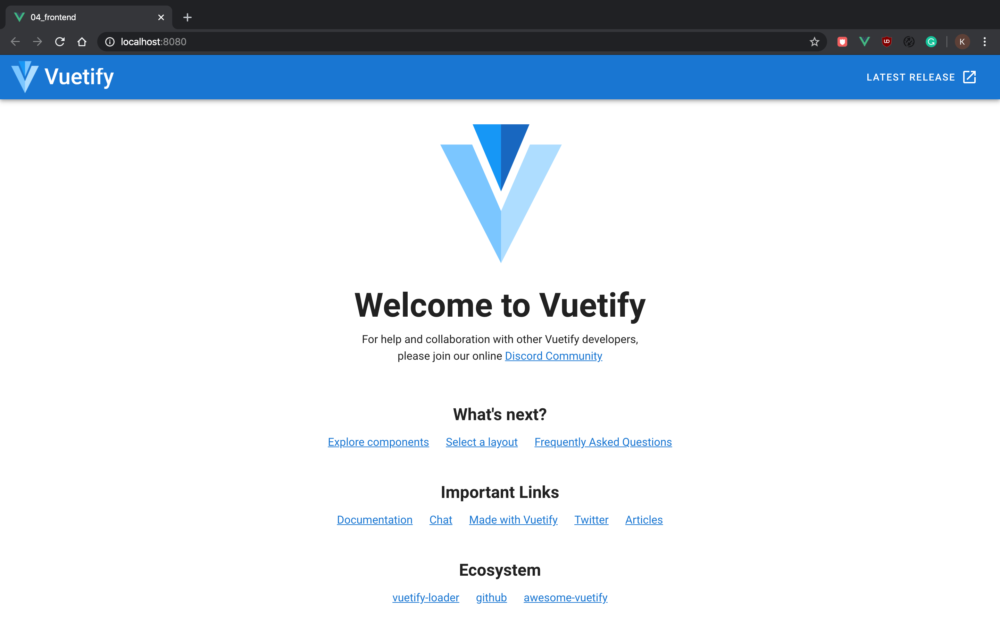 04_frontend
localhost:8080
K
Vuetify
LATEST RELEASE
Welcome to Vuetify
For help and collaboration with other Vuetify developers,
please join our online Discord Community
What's next?
Explore components Select a layout Frequently Asked Questions
Important Links
Documentation Chat Made with Vuetify Twitter Articles
Ecosystem
vuetify-loader github awesome-vuetify